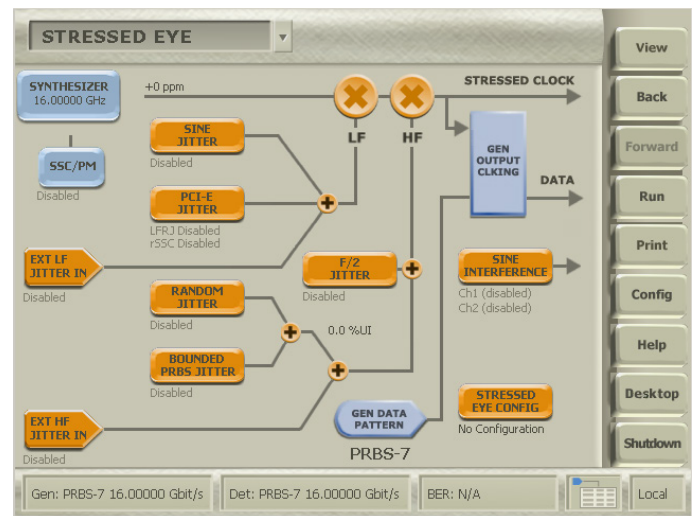 STRESSED EYE
View
SYNTHESIZER
16.00000 GHz
+0 ppm
STRESSED CLOCK
Back
SINE
JITTER
Disabled
LF
HF
GEN
OUTPUT
CLKING
Forward
SSC/PM
Disabled
DATA
PCI-E
JITTER
LFRJ Disabled
rSSC Disabled
Run
EXT LF
JITTER IN
Disabled
F/2
JITTER
Disabled
SINE
INTERFERENCE
Ch1 (disabled)
Ch2 (disabled)
Print
RANDOM
JITTER
Disabled
Config
0.0 %UI
BOUNDED
PRBS JITTER
Disabled
Help
EXT HF
JITTER IN
Disabled
GEN DATA
PATTERN
PRBS-7
STRESSED
EYE CONFIG
No Configuration
Desktop
Shutdown
Gen: PRBS-7 16.00000 Gbit/s
Det: PRBS-7 16.00000 Gbit/s
BER: N/A
Local